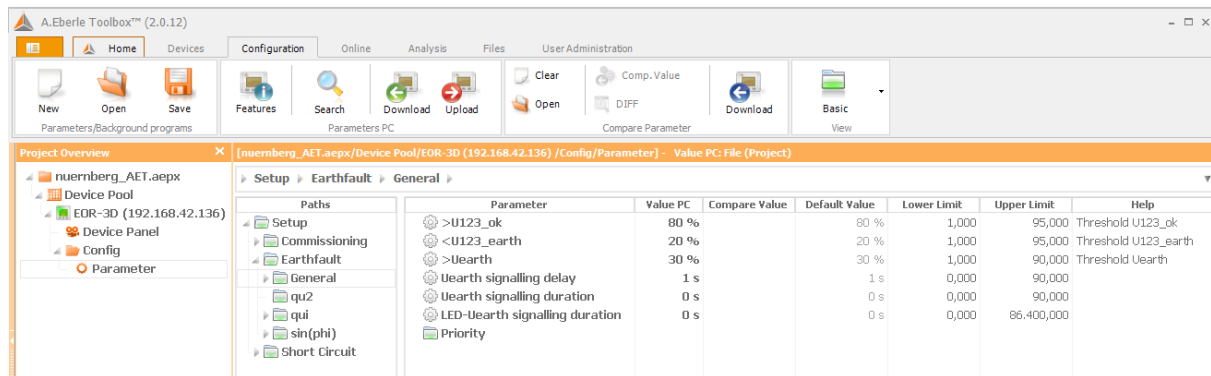 A.Eberle Toolbox™ (2.0.12)
Home Devices Configuration Online Analysis Files User Administration
New Open Save
Parameters/Background programs
Features Search Download Upload
Parameters PC
Clear Comp. Value
Open DIFF Download
Compare Parameter
Basic
View
Project Overview
nuernberg_AET.aepx
Device Pool
EOR-3D (192.168.42.136)
Device Panel
Config
Parameter
[nuernberg_AET.aepx/Device Pool/EOR-3D (192.168.42.136) /Config/Parameter] - Value PC: File (Project)
Setup Earthfault General
Paths
Setup
Commissioning
Earthfault
General
qu2
qui
sin(phi)
Short Circuit
Parameter Value PC Compare Value Default Value Lower Limit Upper Limit Help
>U123_ok 80 % 80 % 1,000 95,000 Threshold U123_ok
<U123_earth 20 % 20 % 1,000 95,000 Threshold U123_earth
>Uearth 30 % 30 % 1,000 90,000 Threshold Uearth
Uearth signalling delay 1 s 1 s 0,000 90,000
Uearth signalling duration 0 s 0 s 0,000 90,000
LED-Uearth signalling duration 0 s 0 s 0,000 86.400,000
Priority